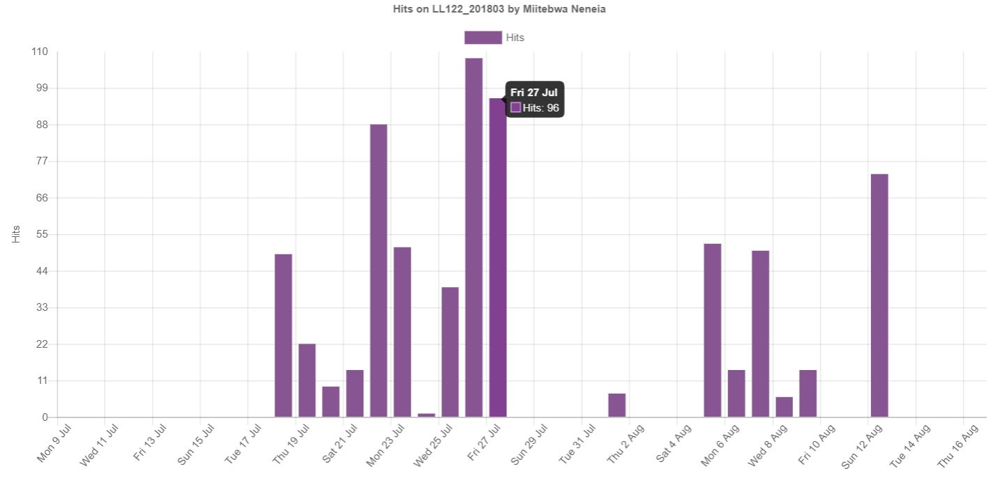 Hits on LL122_201803 by Miitebwa Neneia
Hits
110
99
88
77
66
55
44
33
22
11
0
Hits
Fri 27 Jul
Hits: 96
Mon 9 Jul
Wed 11 Jul
Fri 13 Jul
Sun 15 Jul
Tue 17 Jul
Thu 19 Jul
Sat 21 Jul
Mon 23 Jul
Wed 25 Jul
Fri 27 Jul
Sun 29 Jul
Tue 31 Jul
Thu 2 Aug
Sat 4 Aug
Mon 6 Aug
Wed 8 Aug
Fri 10 Aug
Sun 12 Aug
Tue 14 Aug
Thu 16 Aug